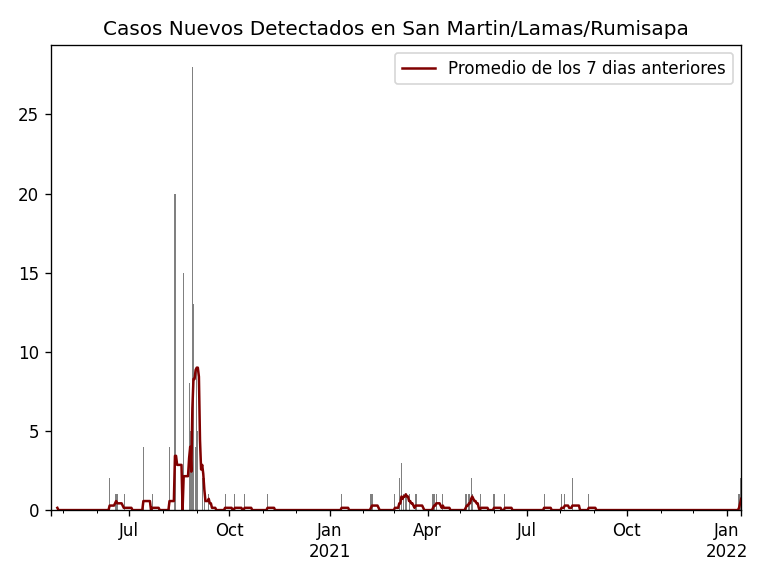 Casos Nuevos Detectados en San Martin/Lamas/Rumisapa
Promedio de los 7 dias anteriores
25
20
15
10
5
0
Jul
Oct
Jan
2021
Apr
Jul
Oct
Jan
2022